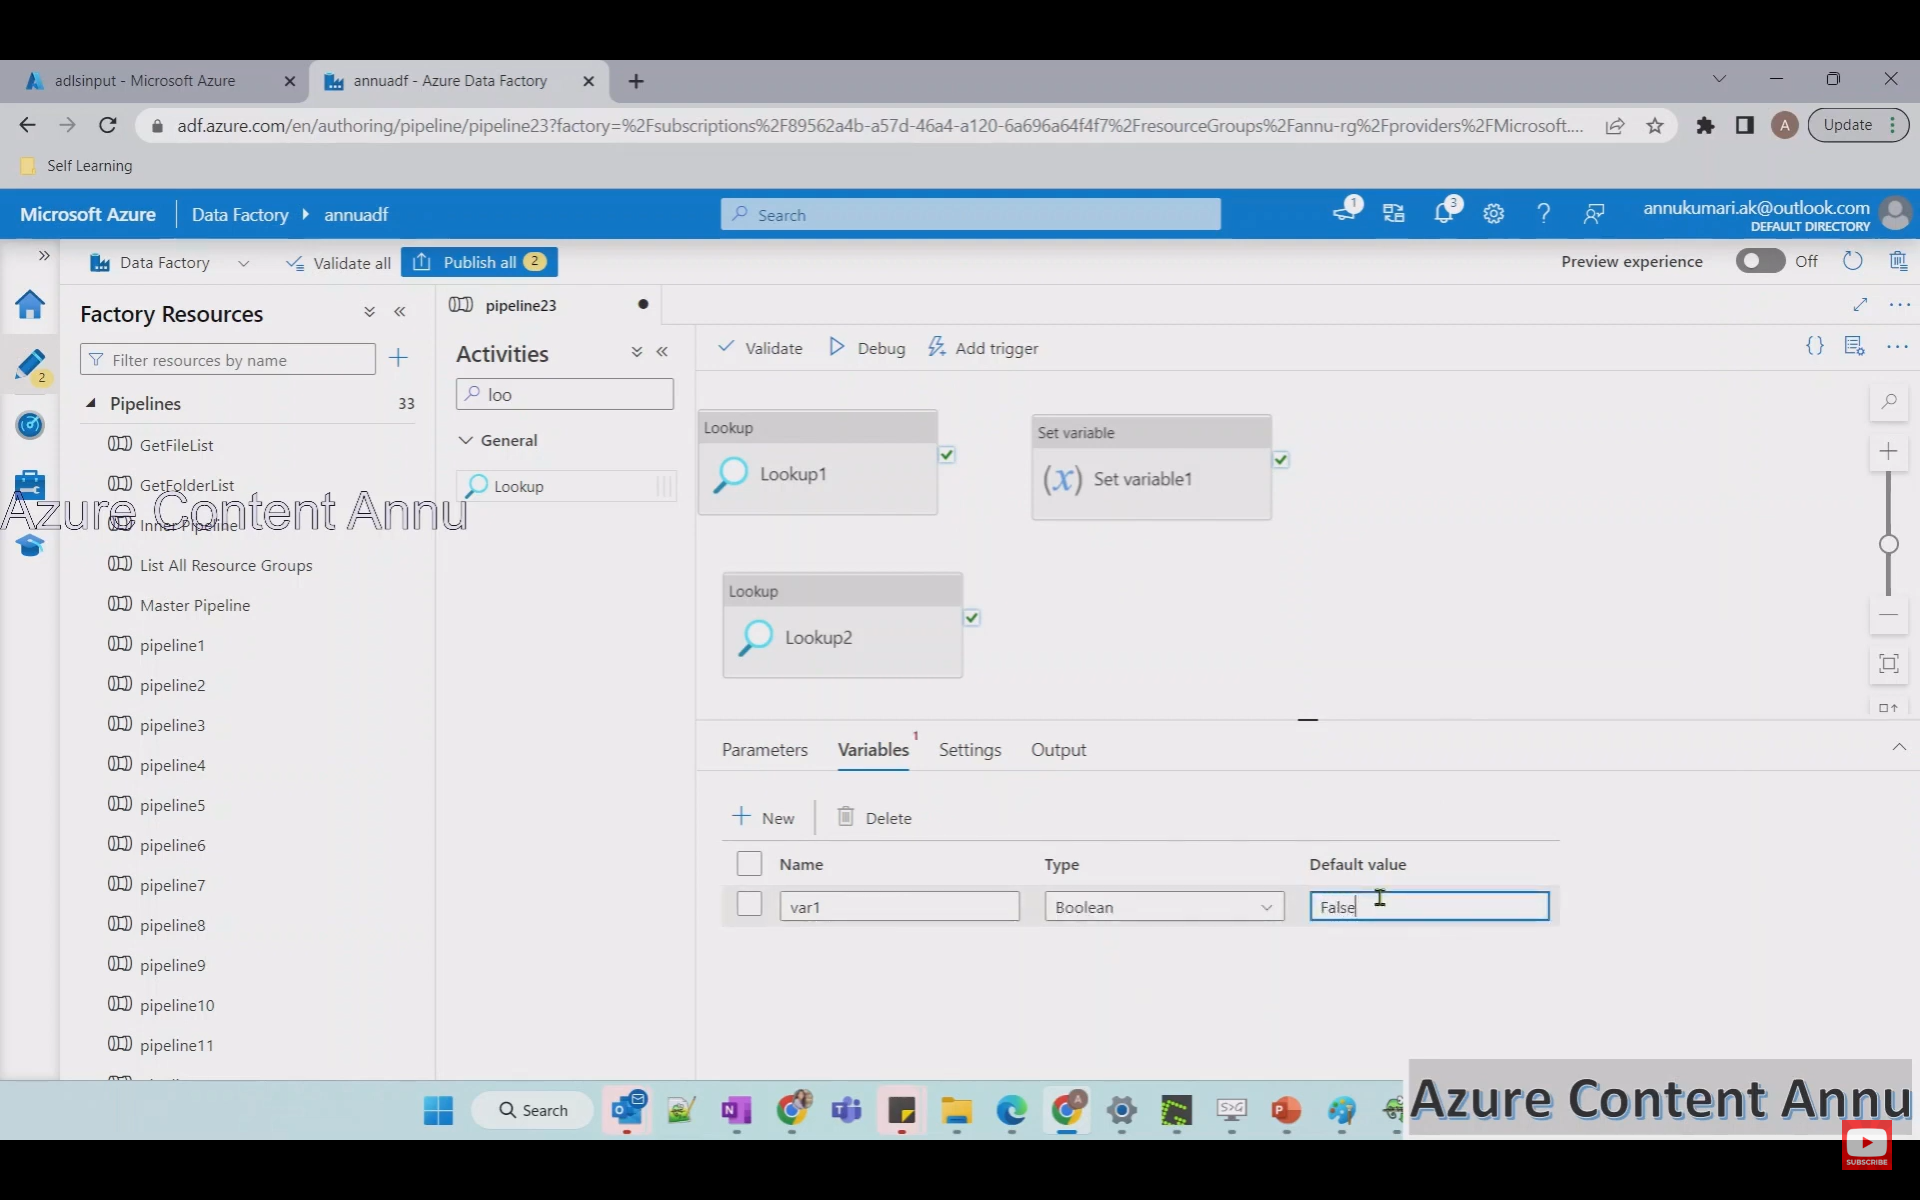 adlsinput - Microsoft Azure
annuadf - Azure Data Factory
adf.azure.com/en/authoring/pipeline/pipeline23?factory=%2Fsubscriptions%2F89562a4b-a57d-46a4-a120-6a696a64f4f7%2FresourceGroups%2Fannu-rg%2Fproviders%2FMicrosoft....
A
Update
Self Learning
Microsoft Azure
Data Factory
annuadf
Search
1
3
annukumari.ak@outlook.com
DEFAULT DIRECTORY
Data Factory
Validate all
Publish all 2
Preview experience
Off
Factory Resources
pipeline23
Filter resources by name
Activities
Validate
Debug
Add trigger
2
loo
Pipelines 33
General
Lookup
GetFileList
GetFolderList
Inner Pipeline
List All Resource Groups
Master Pipeline
pipeline1
pipeline2
pipeline3
pipeline4
pipeline5
pipeline6
pipeline7
pipeline8
pipeline9
pipeline10
pipeline11
Azure Content Annu
Lookup
Lookup1
Set variable
(x) Set variable1
Lookup
Lookup2
Parameters
Variables 1
Settings
Output
New
Delete
Name Type Default value
var1 Boolean False
Search
Azure Content Annu
SUBSCRIBE